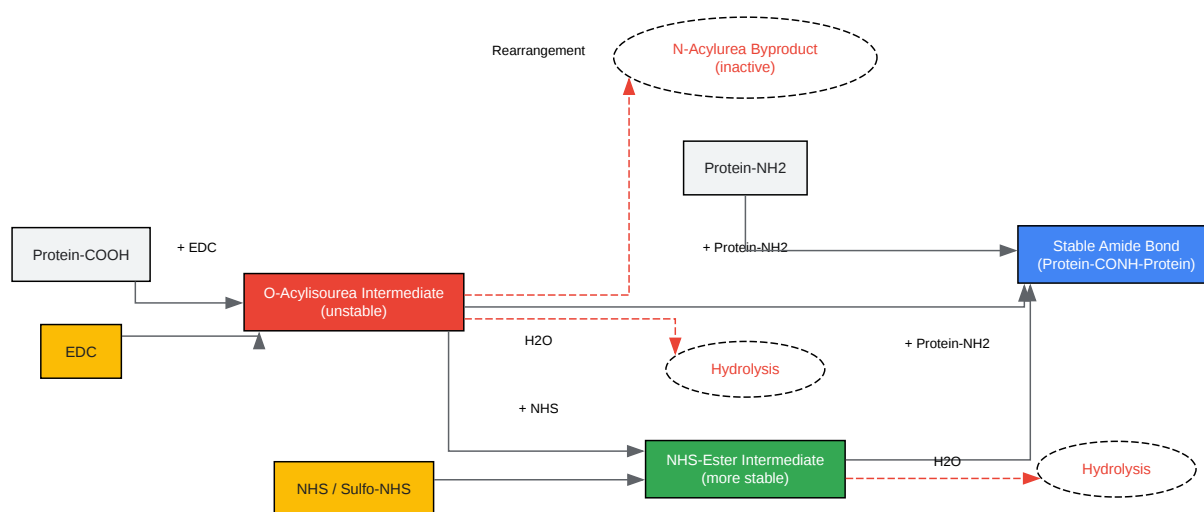 Rearrangement
N-Acylurea Byproduct
(inactive)
Protein-NH2
Protein-COOH
+ EDC
+ Protein-NH2
Stable Amide Bond
(Protein-CONH-Protein)
O-Acylisourea Intermediate
(unstable)
EDC
H2O
+ Protein-NH2
Hydrolysis
+ NHS
NHS-Ester Intermediate
(more stable)
H2O
Hydrolysis
NHS / Sulfo-NHS